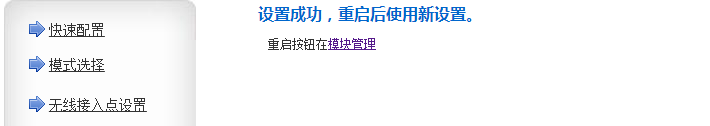 快速配置
模式选择
无线接入点设置
设置成功，重启后使用新设置。
重启按钮在模块管理